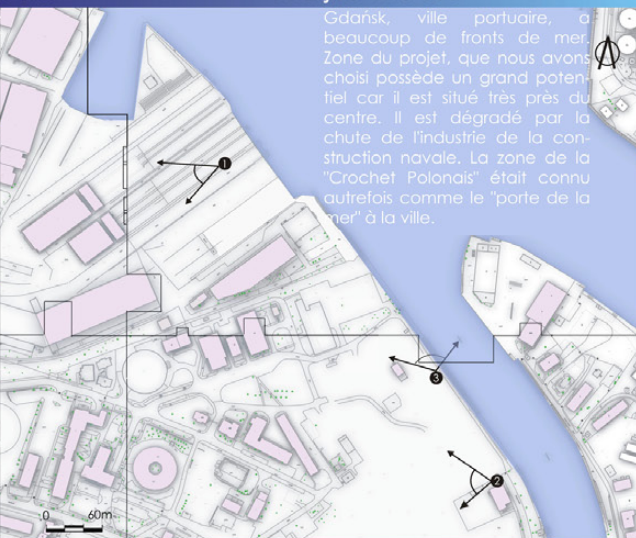 Gdańsk, ville portuaire, a
beaucoup de fronts de mer.
Zone du projet, que nous avons
choisi possède un grand poten-
tiel car il est situé très près du
centre. Il est dégradé par la
chute de l'industrie de la con-
struction navale. La zone de la
"Crochet Polonais" était connu
autrefois comme le "porte de la
mer" à la ville.
1
3
2
0 60m